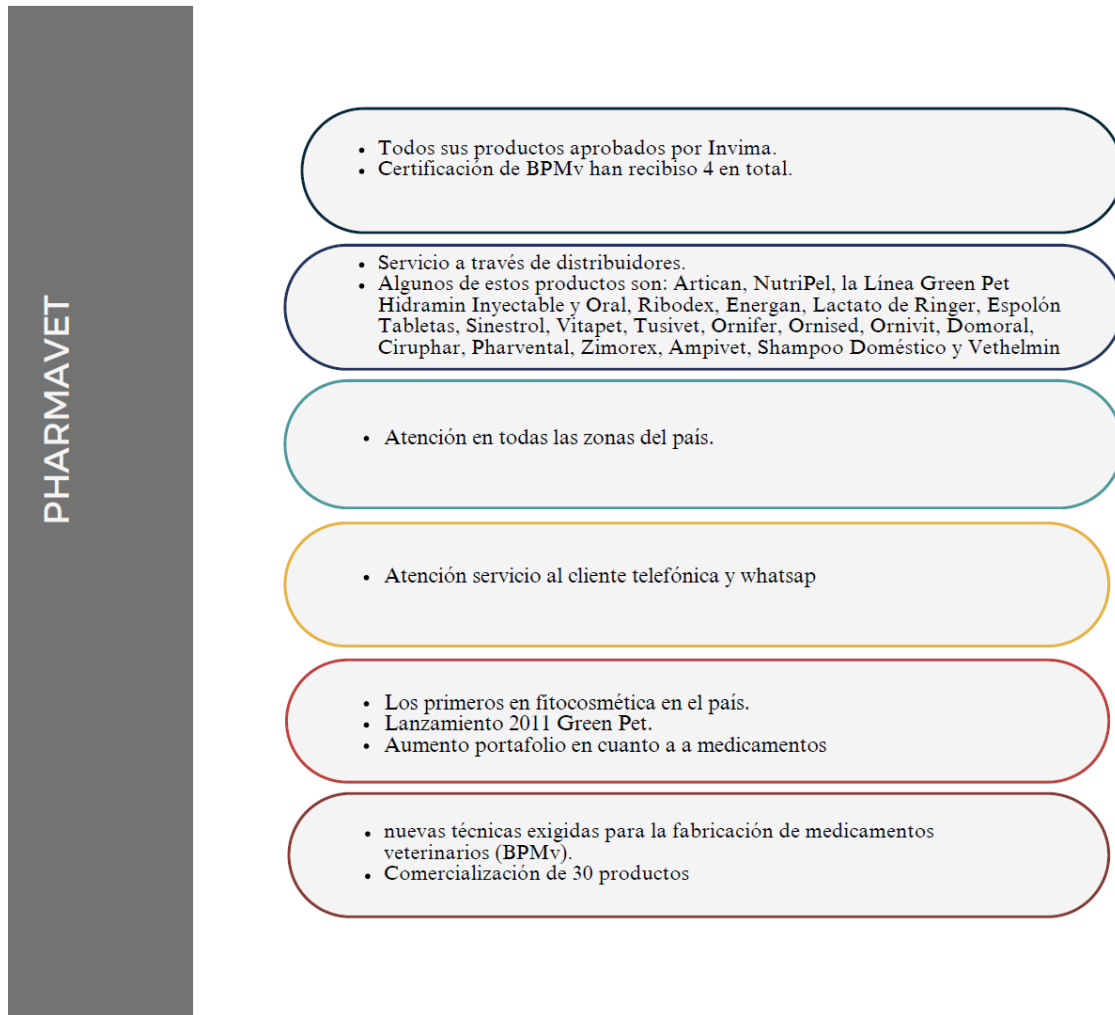 PHARMAVET
• Todos sus productos aprobados por Invima.
• Certificación de BPMv han recibiso 4 en total.
• Servicio a través de distribuidores.
• Algunos de estos productos son: Artican, NutriPel, la Línea Green Pet
Hidramin Inyectable y Oral, Ribodex, Energan, Lactato de Ringer, Espolón
Tabletas, Sinestrol, Vitapet, Tusivet, Ornifer, Ornised, Ornivit, Domoral,
Ciruphar, Pharvental, Zimorex, Ampivet, Shampoo Doméstico y Vethelmin
• Atención en todas las zonas del país.
• Atención servicio al cliente telefónica y whatsap
• Los primeros en fitocosmética en el país.
• Lanzamiento 2011 Green Pet.
• Aumento portafolio en cuanto a a medicamentos
• nuevas técnicas exigidas para la fabricación de medicamentos
veterinarios (BPMv).
• Comercialización de 30 productos